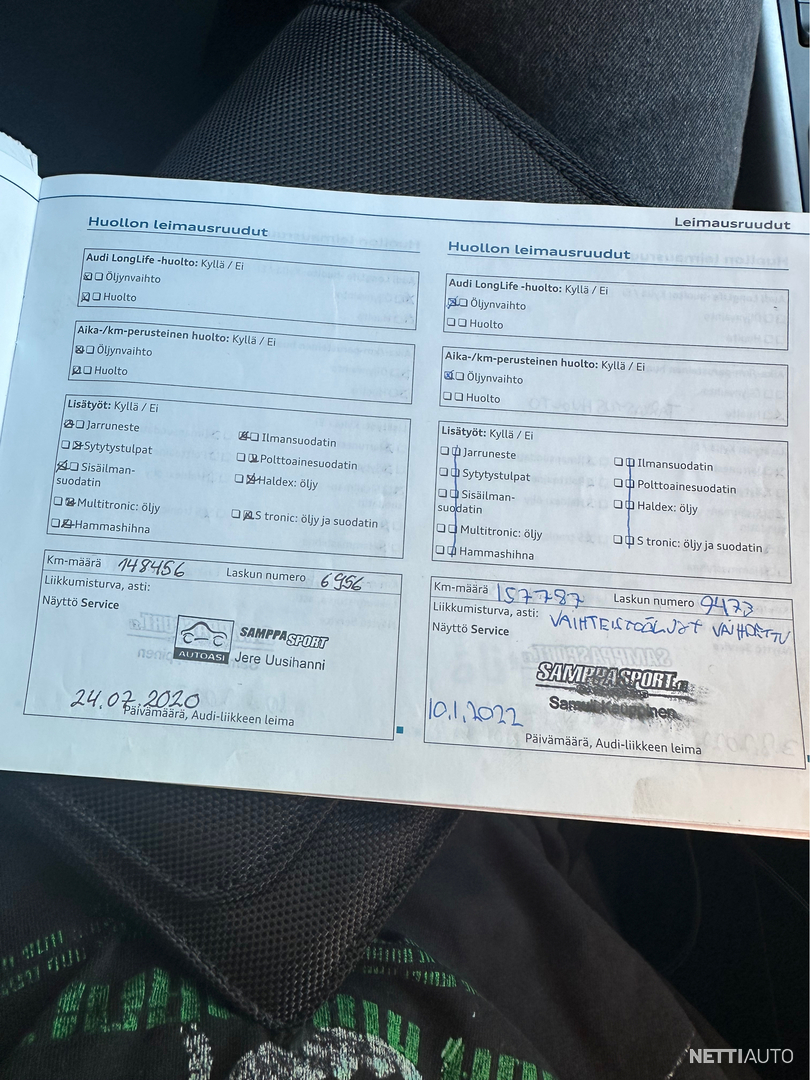 Leimausruudut
Huollon leimausruudut
Audi LongLife -huolto: Kyllä / Ei
Öljynvaihto
Huolto
Aika-/km-perusteinen huolto: Kyllä / Ei
Öljynvaihto
Huolto
Lisätyöt: Kyllä / Ei
Jarruneste
Sytytystulpat
Sisäilman-
suodatin
Multitronic: öljy
Hammashihna
Ilmansuodatin
Polttoainesuodatin
Haldex: öljy
S tronic: öljy ja suodatin
Km-määrä 148456 Laskun numero 6956
Liikkumisturva, asti:
Näyttö Service
AUTOASI
SAMPPASPORT
Jere Uusihanni
24.07.2020
Päivämäärä, Audi-liikkeen leima
Huollon leimausruudut
Audi LongLife -huolto: Kyllä / Ei
Öljynvaihto
Huolto
Aika-/km-perusteinen huolto: Kyllä / Ei
Öljynvaihto
Huolto
Lisätyöt: Kyllä / Ei
Jarruneste
Sytytystulpat
Sisäilman-
suodatin
Multitronic: öljy
Hammashihna
Ilmansuodatin
Polttoainesuodatin
Haldex: öljy
S tronic: öljy ja suodatin
Km-määrä 157787 Laskun numero 9473
Liikkumisturva, asti: VAIHTEISTOÖLJYT VAIHDETTU
Näyttö Service
SAMPPASPORT
10.1.2022
Päivämäärä, Audi-liikkeen leima
NETTIAUTO